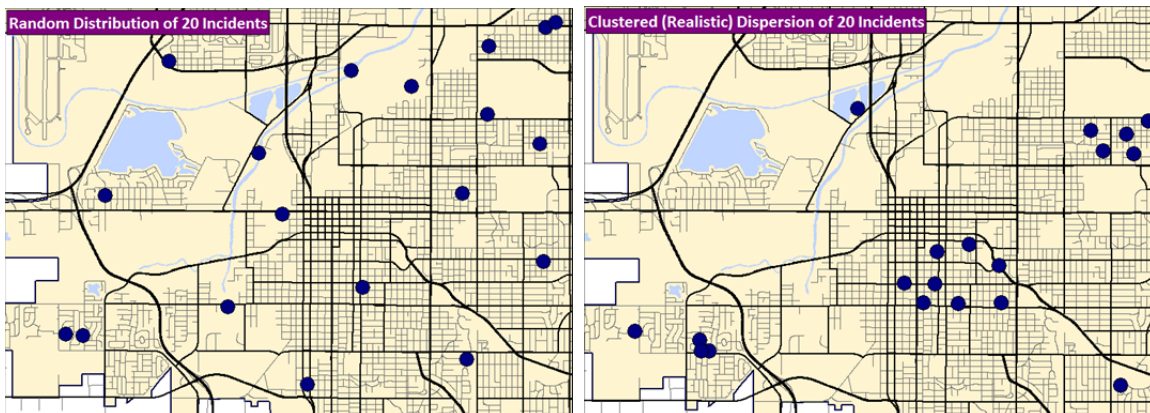 Random Distribution of 20 Incidents
Clustered (Realistic) Dispersion of 20 Incidents